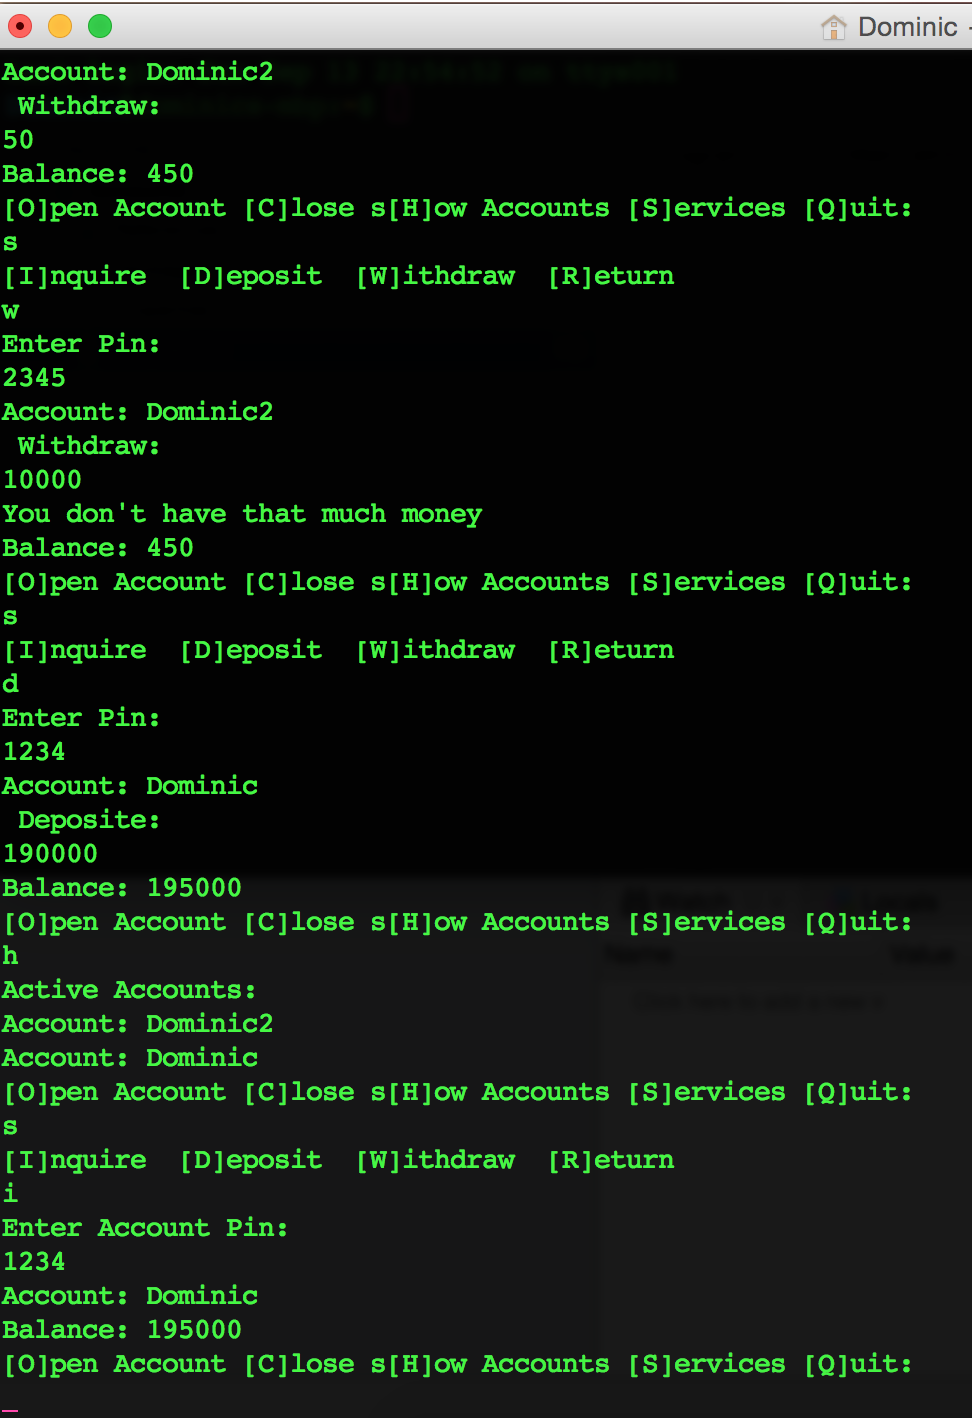 Dominic
Account: Dominic2
Withdraw:
50
Balance: 450
[O]pen Account [C]lose s[H]ow Accounts [S]ervices [Q]uit:
s
[I]nquire  [D]eposit  [W]ithdraw  [R]eturn
w
Enter Pin:
2345
Account: Dominic2
Withdraw:
10000
You don't have that much money
Balance: 450
[O]pen Account [C]lose s[H]ow Accounts [S]ervices [Q]uit:
s
[I]nquire  [D]eposit  [W]ithdraw  [R]eturn
d
Enter Pin:
1234
Account: Dominic
Deposite:
190000
Balance: 195000
[O]pen Account [C]lose s[H]ow Accounts [S]ervices [Q]uit:
h
Active Accounts:
Account: Dominic2
Account: Dominic
[O]pen Account [C]lose s[H]ow Accounts [S]ervices [Q]uit:
s
[I]nquire  [D]eposit  [W]ithdraw  [R]eturn
i
Enter Account Pin:
1234
Account: Dominic
Balance: 195000
[O]pen Account [C]lose s[H]ow Accounts [S]ervices [Q]uit: